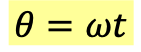 θ = ωt